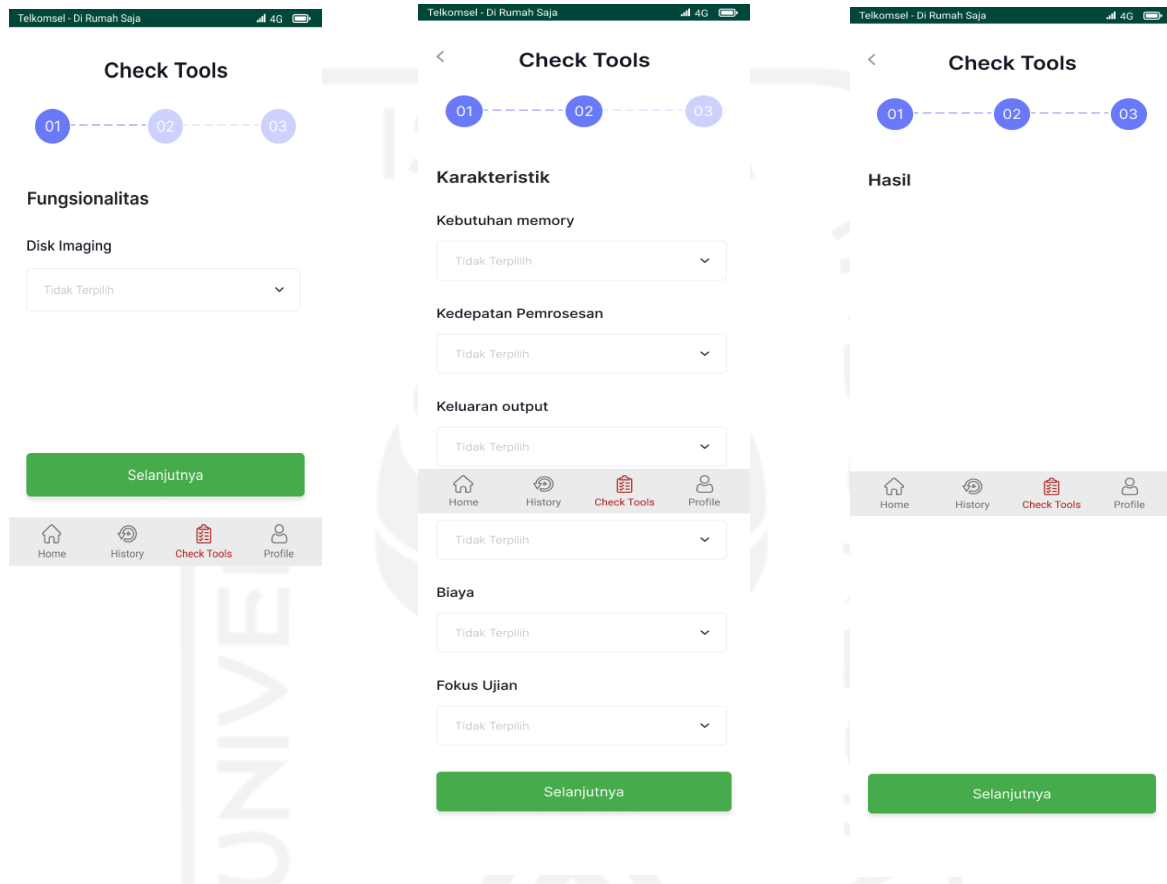 Telkomsel - Di Rumah Saja 4G
Check Tools
01 02 03
Fungsionalitas
Disk Imaging
Tidak Terpilih
Selanjutnya
Home History Check Tools Profile
Telkomsel - Di Rumah Saja 4G
Check Tools
01 02 03
Karakteristik
Kebutuhan memory
Tidak Terpililh
Kedepatan Pemrosesan
Tidak Terpilih
Keluaran output
Tidak Terpilih
Home History Check Tools Profile
Tidak Terpilih
Biaya
Tidak Terpilih
Fokus Ujian
Tidak Terpilih
Selanjutnya
Telkomsel - Di Rumah Saja 4G
Check Tools
01 02 03
Hasil
Home History Check Tools Profile
Selanjutnya